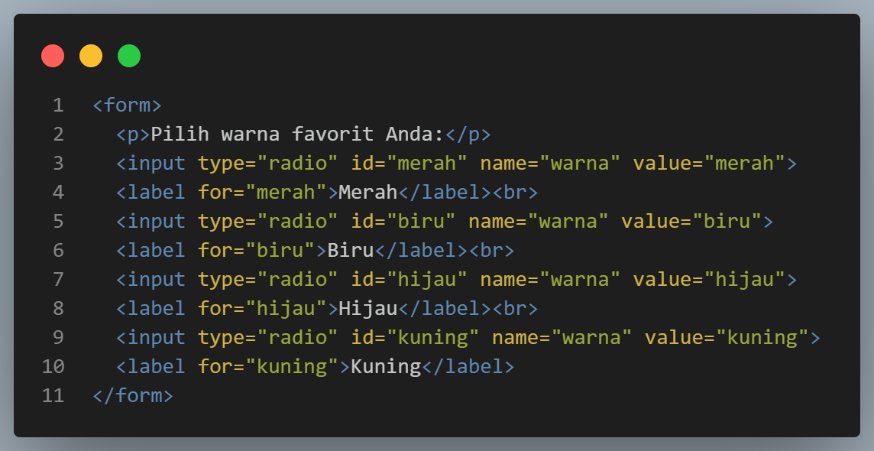 1 <form>
2 <p>Pilih warna favorit Anda:</p>
3 <input type="radio" id="merah" name="warna" value="merah">
4 <label for="merah">Merah</label><br>
5 <input type="radio" id="biru" name="warna" value="biru">
6 <label for="biru">Biru</label><br>
7 <input type="radio" id="hijau" name="warna" value="hijau">
8 <label for="hijau">Hijau</label><br>
9 <input type="radio" id="kuning" name="warna" value="kuning">
10 <label for="kuning">Kuning</label>
11 </form>